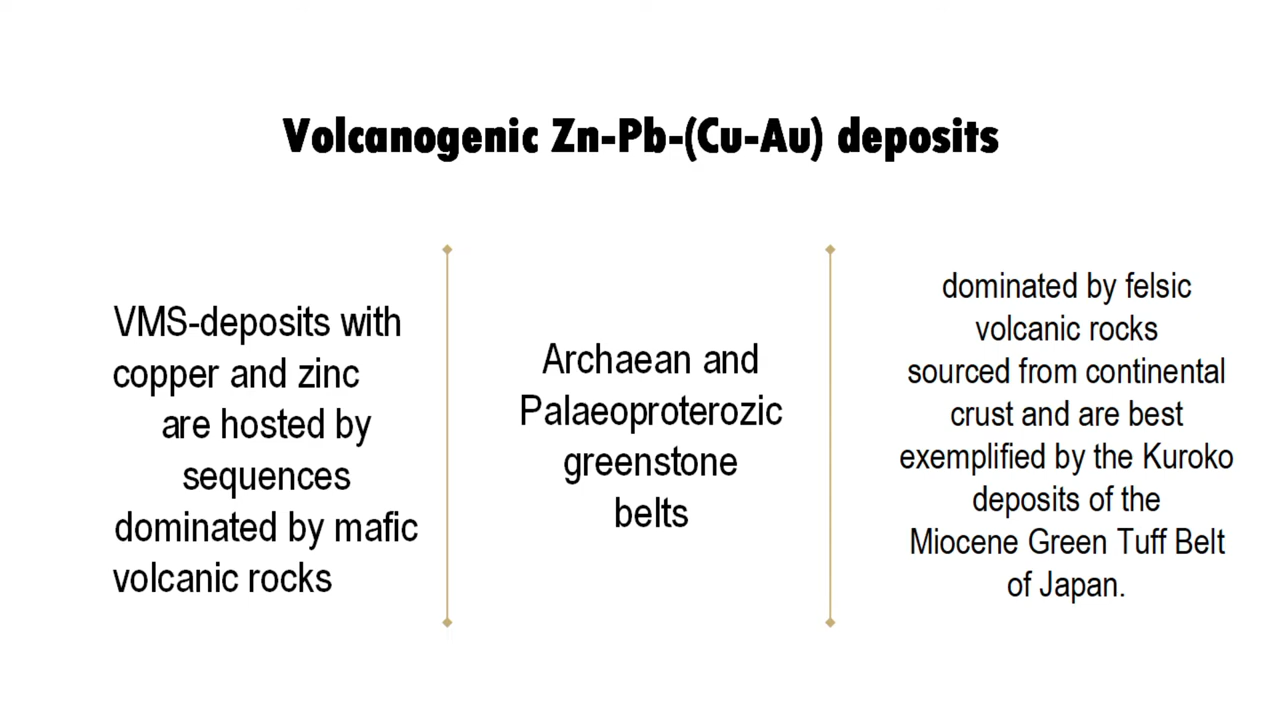 Volcanogenic Zn-Pb-(Cu-Au) deposits
VMS-deposits with
copper and zinc
are hosted by
sequences
dominated by mafic
volcanic rocks
Archaean and
Palaeoproterozic
greenstone
belts
dominated by felsic
volcanic rocks
sourced from continental
crust and are best
exemplified by the Kuroko
deposits of the
Miocene Green Tuff Belt
of Japan.